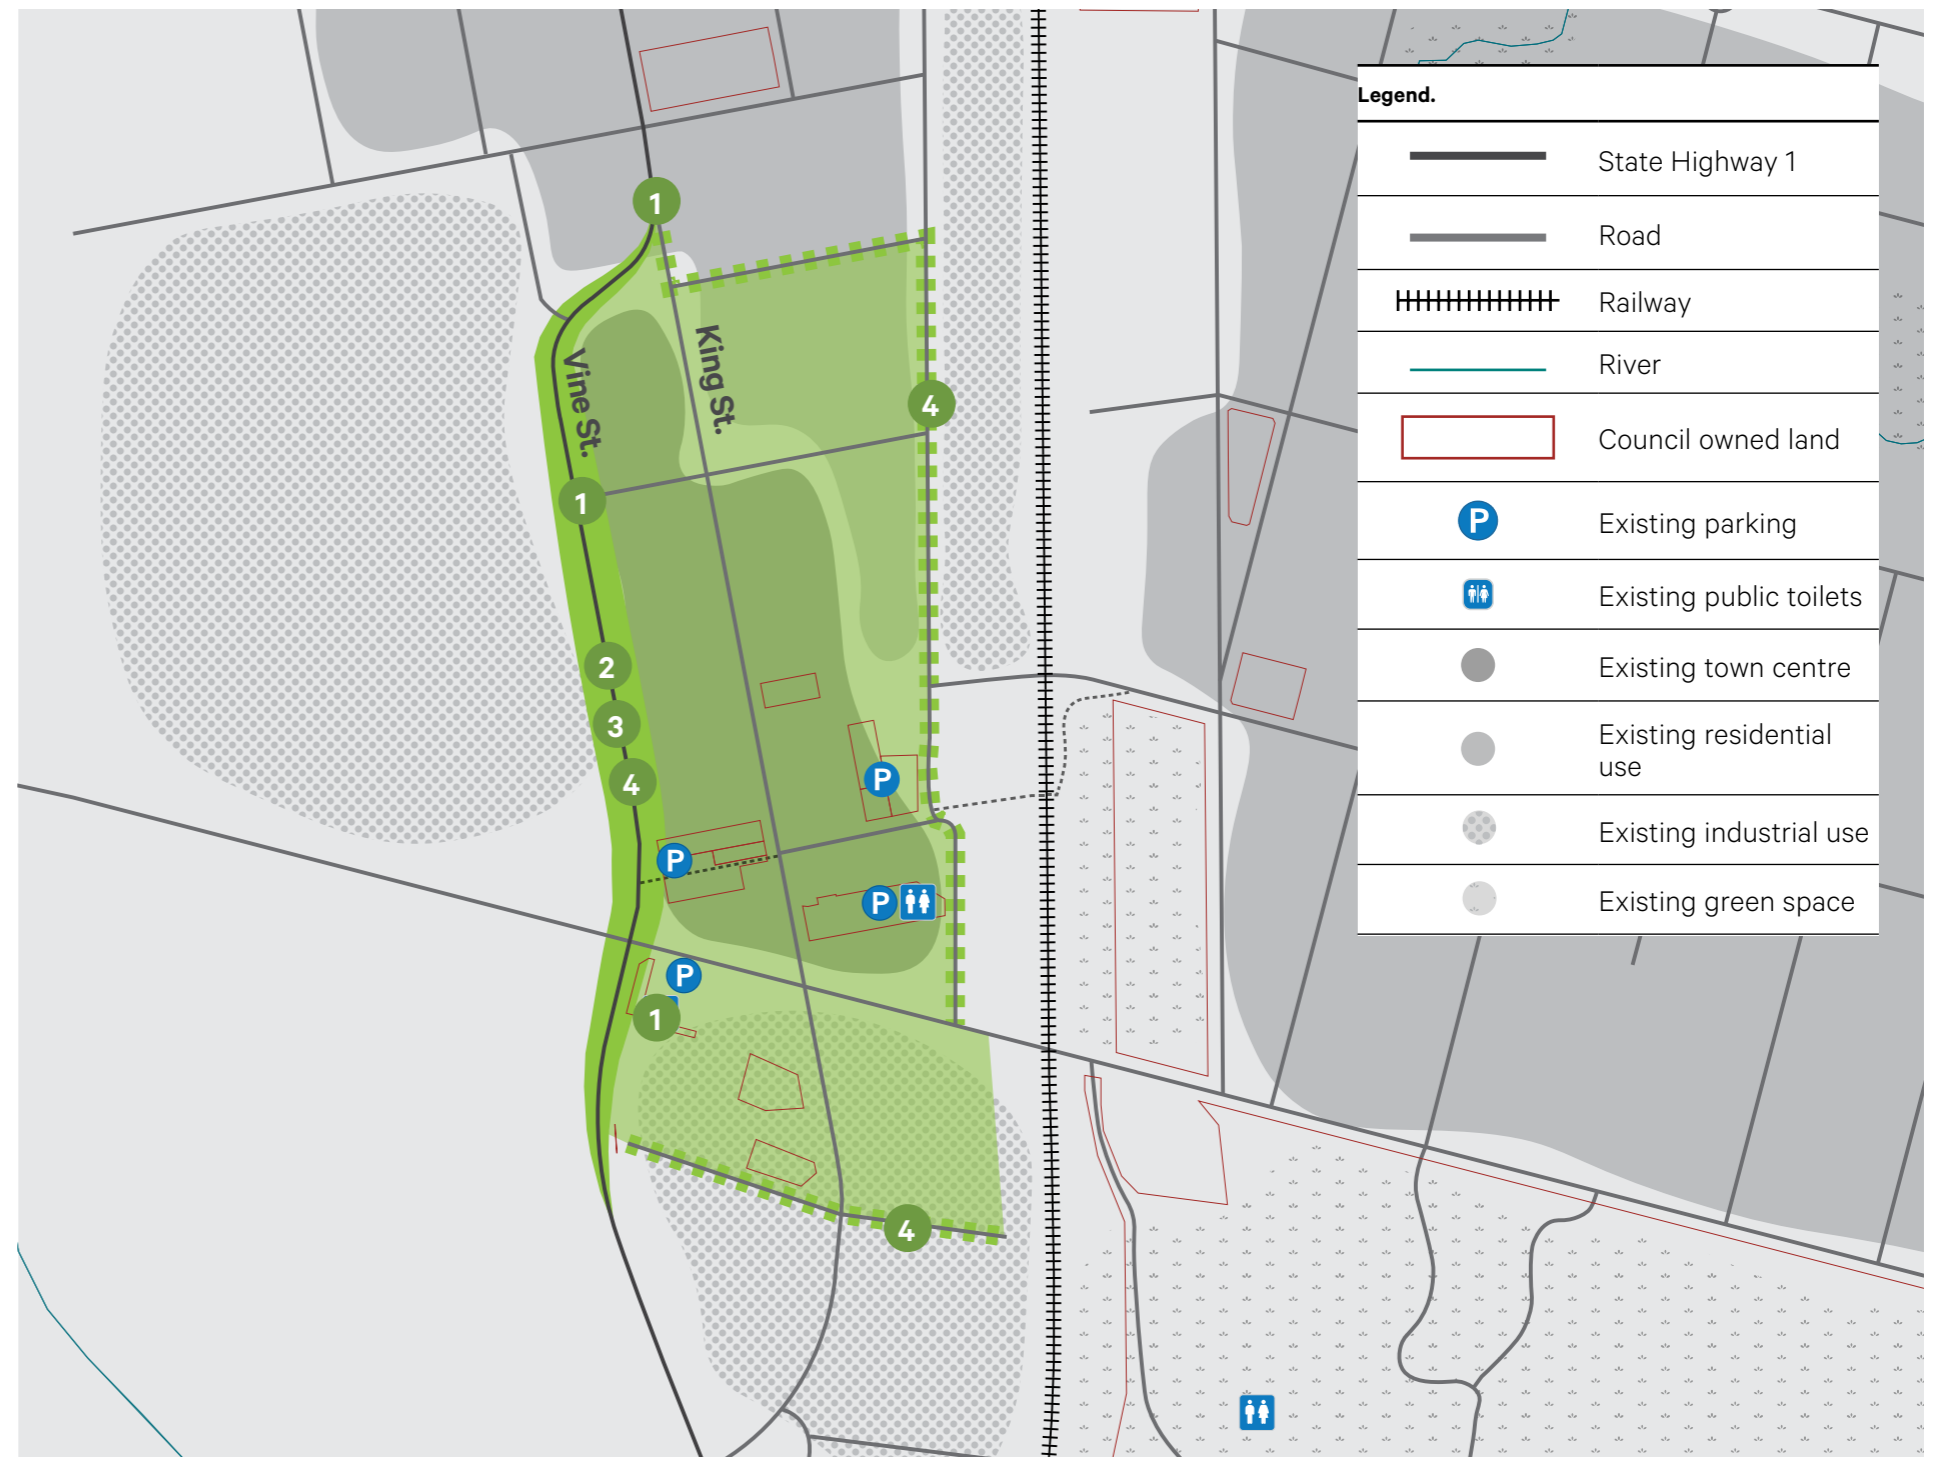 Legend.
State Highway 1
Road
Railway
River
Council owned land
P
Existing parking
Existing public toilets
Existing town centre
Existing residential
use
Existing industrial use
Existing green space
1
Vine St.
King St.
4
1
2
3
4
P
P
P
P
1
4